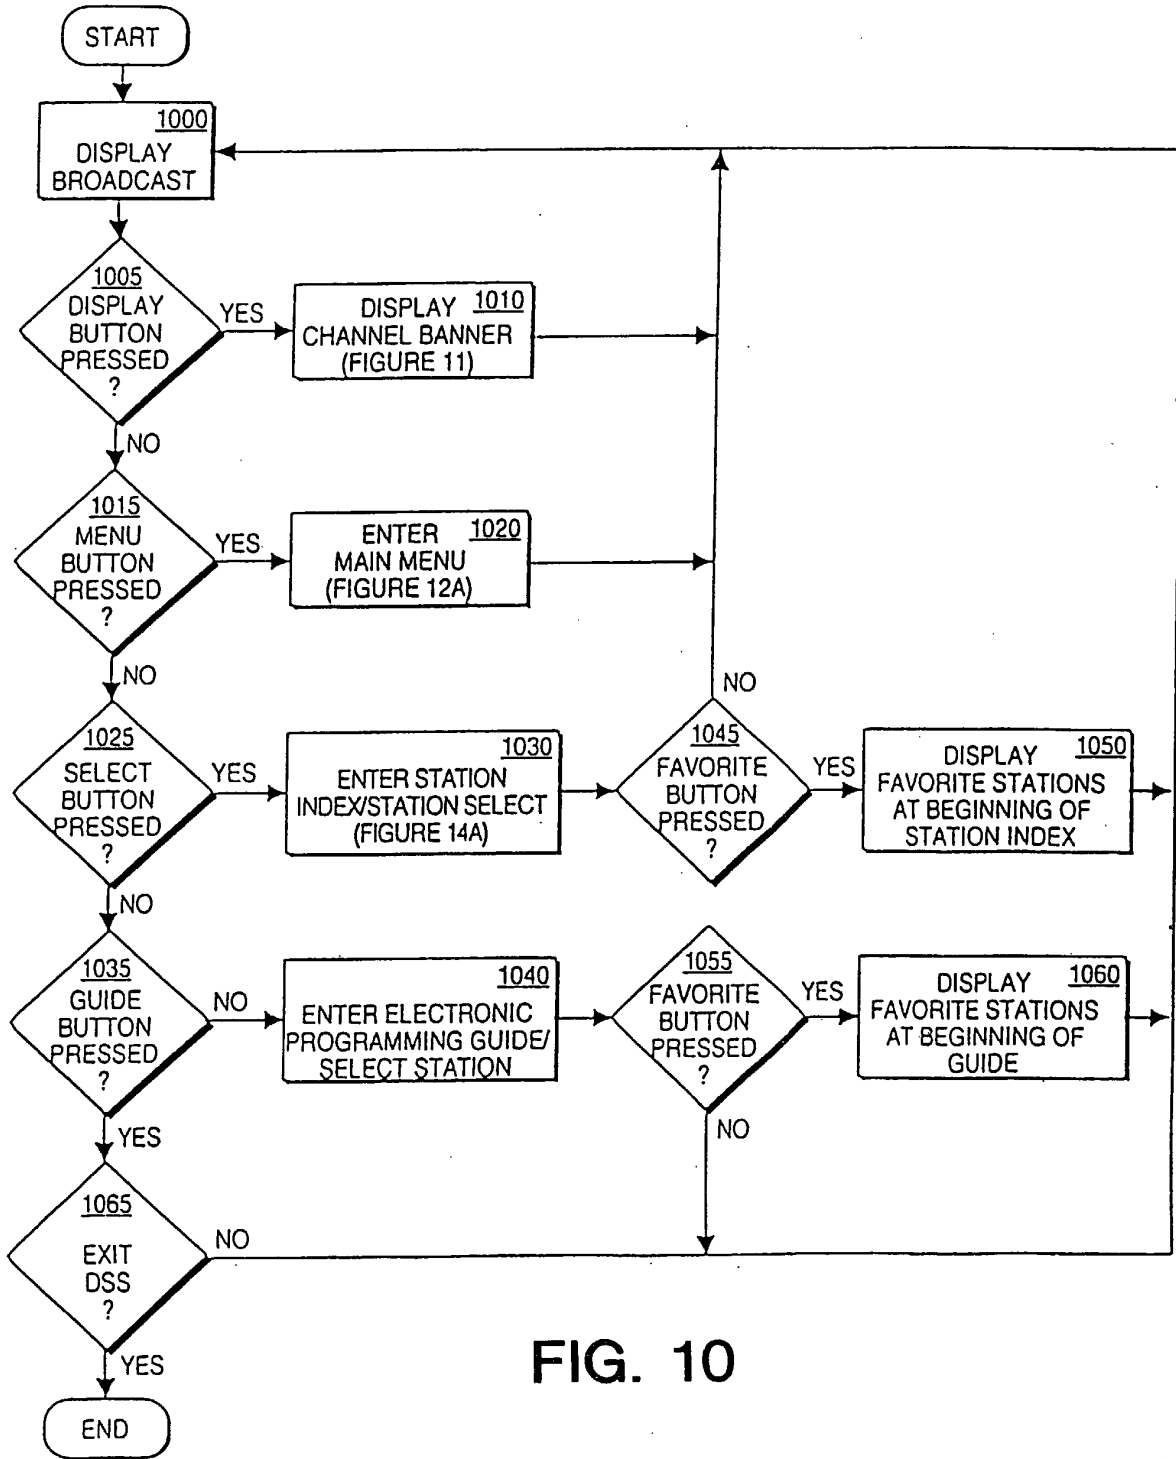 START
1000
DISPLAY
BROADCAST
1005
DISPLAY
BUTTON
PRESSED
?
YES
1010
DISPLAY
CHANNEL BANNER
(FIGURE 11)
NO
1015
MENU
BUTTON
PRESSED
?
YES
1020
ENTER
MAIN MENU
(FIGURE 12A)
NO
1025
SELECT
BUTTON
PRESSED
?
YES
1030
ENTER STATION
INDEX/STATION SELECT
(FIGURE 14A)
NO
1045
FAVORITE
BUTTON
PRESSED
?
YES
1050
DISPLAY
FAVORITE STATIONS
AT BEGINNING OF
STATION INDEX
NO
1035
GUIDE
BUTTON
PRESSED
?
NO
1040
ENTER ELECTRONIC
PROGRAMMING GUIDE/
SELECT STATION
1055
FAVORITE
BUTTON
PRESSED
?
YES
1060
DISPLAY
FAVORITE STATIONS
AT BEGINNING OF
GUIDE
NO
YES
1065
EXIT
DSS
?
NO
YES
END
FIG. 10